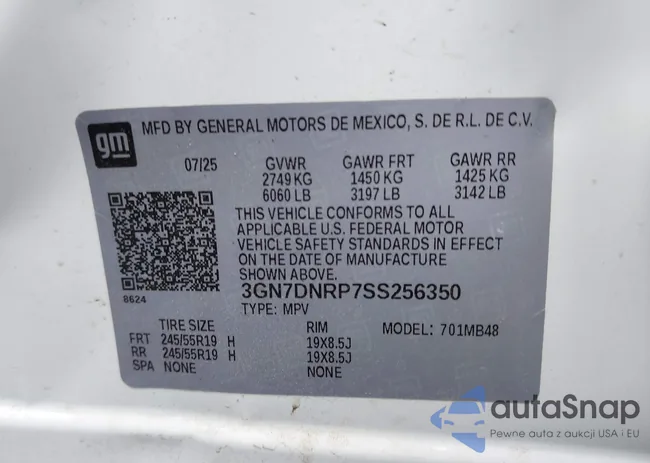 gm
MFD BY GENERAL MOTORS DE MEXICO, S. DE R.L. DE C.V.
07/25 GVWR GAWR FRT GAWR RR
2749 KG 1450 KG 1425 KG
6060 LB 3197 LB 3142 LB
THIS VEHICLE CONFORMS TO ALL
APPLICABLE U.S. FEDERAL MOTOR
VEHICLE SAFETY STANDARDS IN EFFECT
ON THE DATE OF MANUFACTURE
SHOWN ABOVE.
8624
3GN7DNRP7SS256350
TYPE: MPV
TIRE SIZE RIM MODEL: 701MB48
FRT 245/55R19 H 19X8.5J
RR 245/55R19 H 19X8.5J
SPA NONE NONE
autaSnap
Pewne auta z aukcji USA i EU